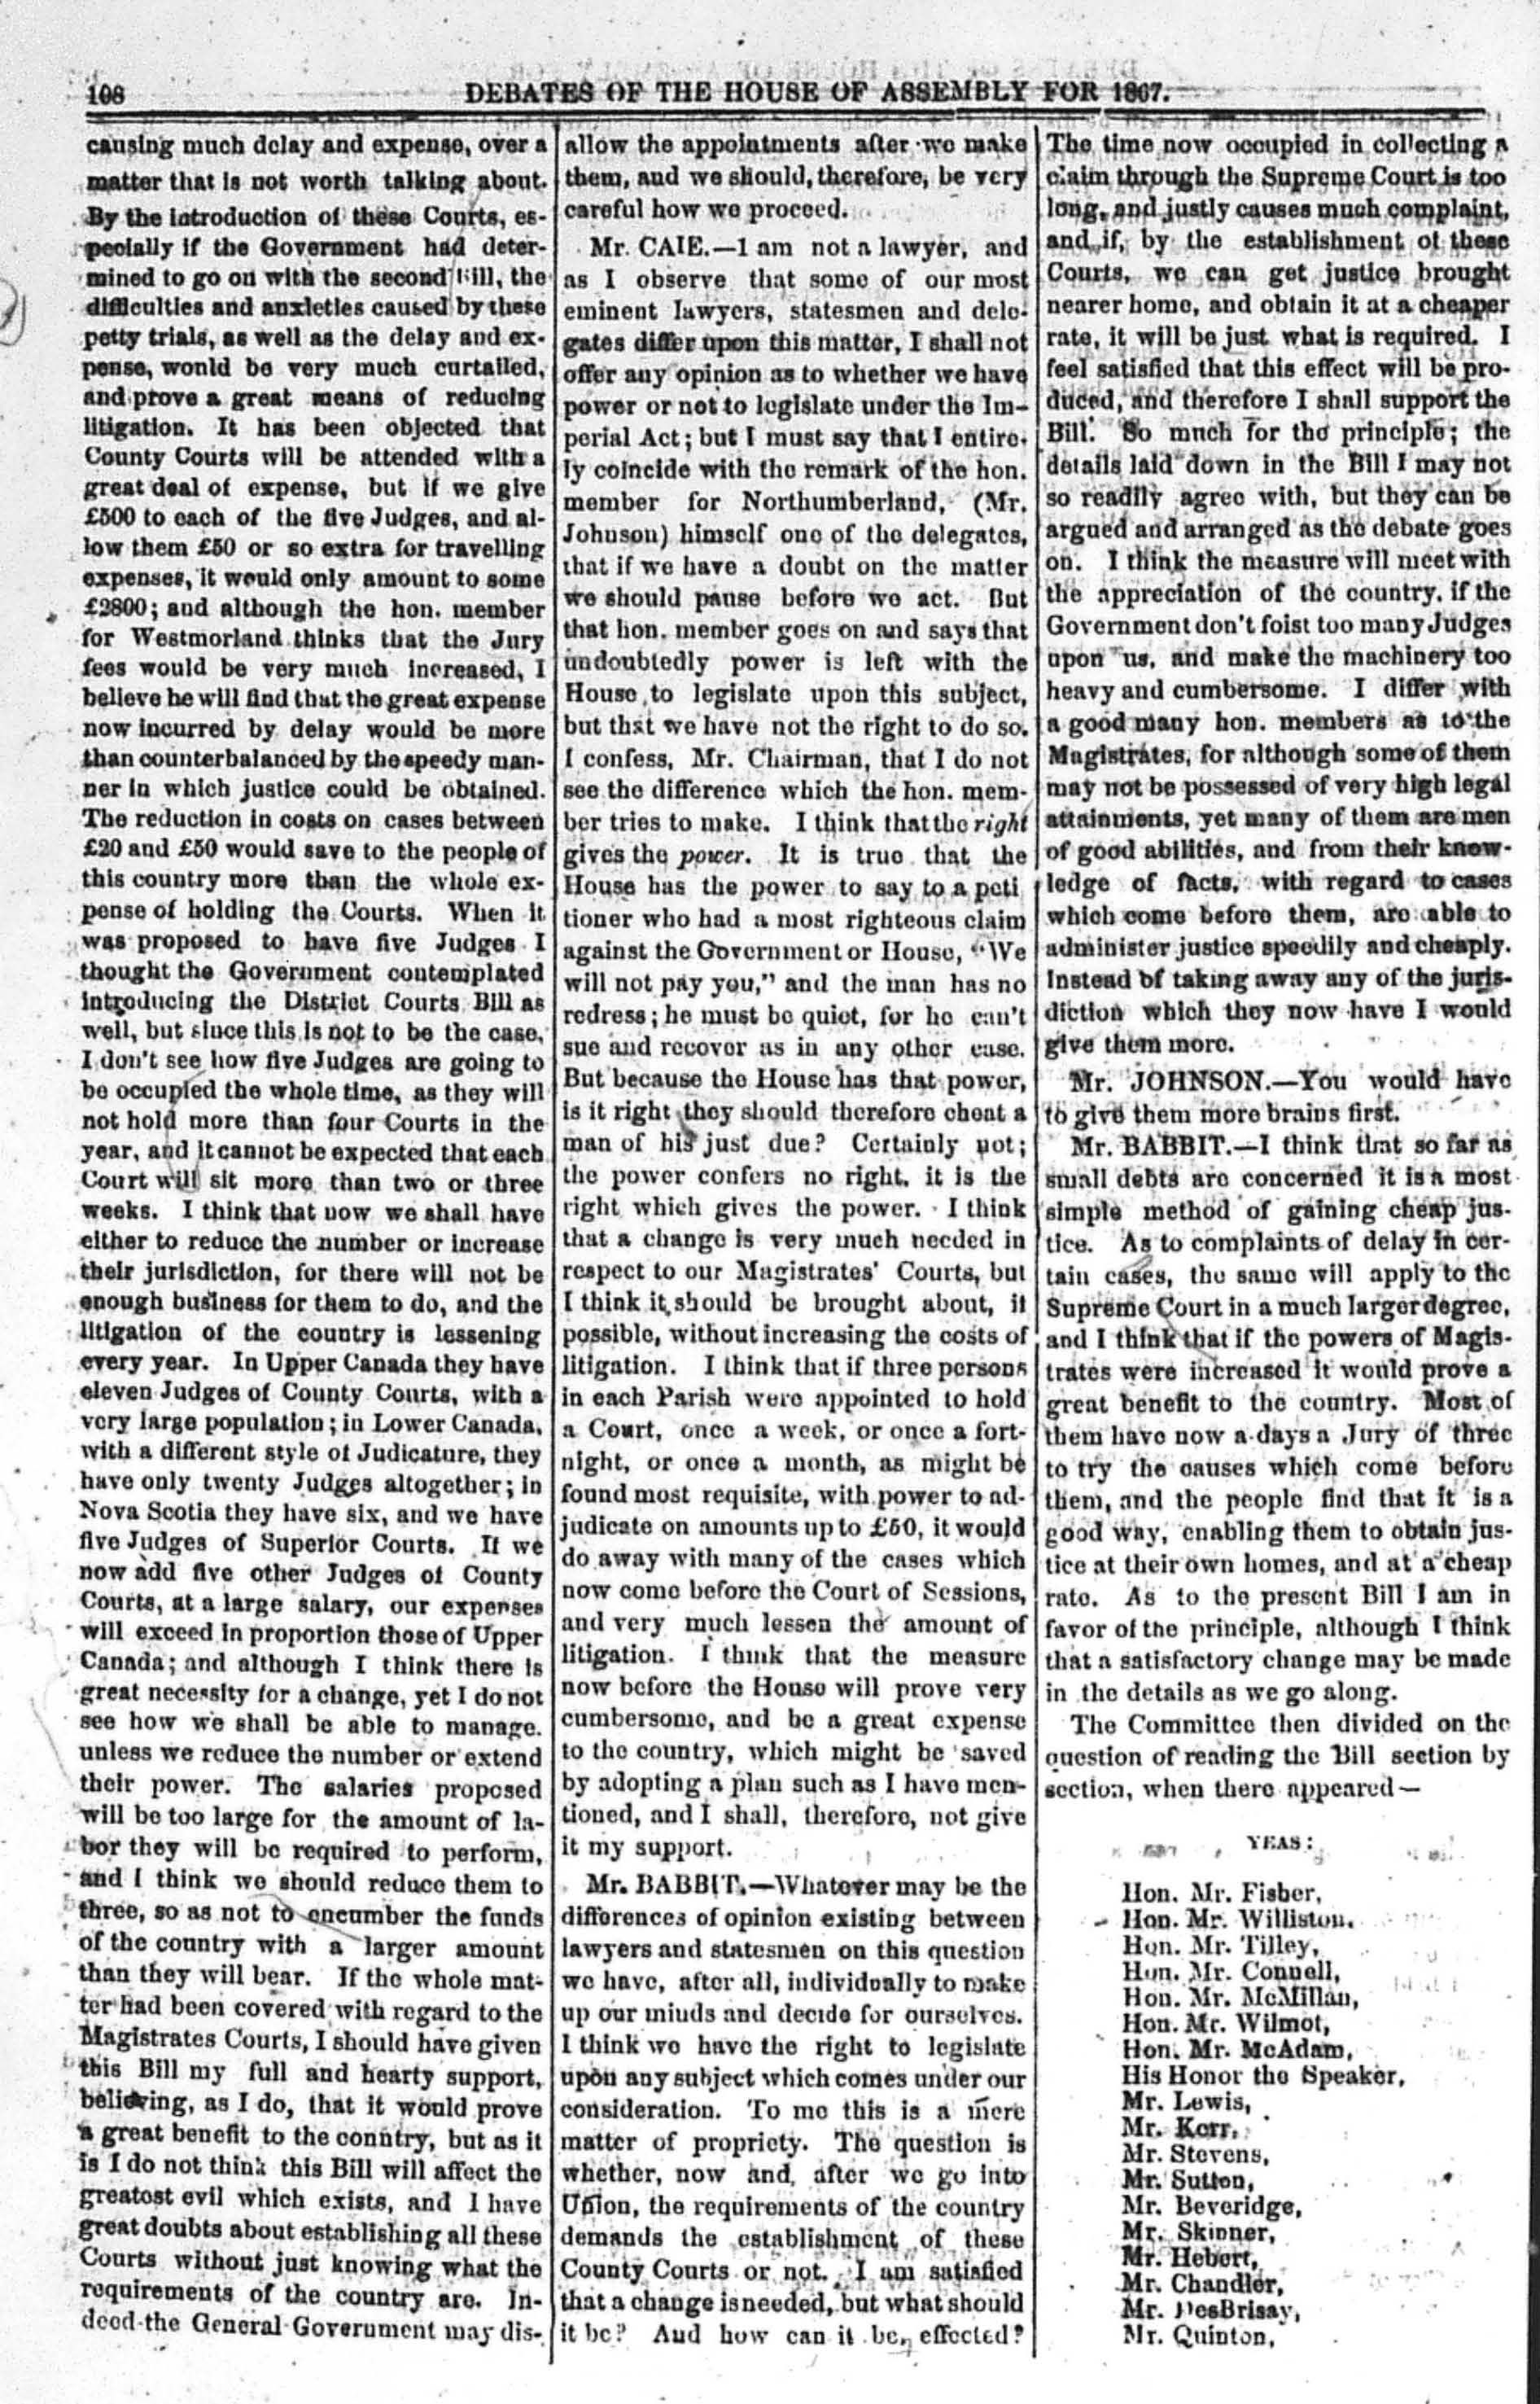 108
DEBATES OF THE HOUSE OF ASSEMBLY FOR 1867.
causing much delay and expense, over a
matter that is not worth talking about.
By the introduction of these Courts, es-
pecially if the Government had deter-
mined to go on with the second Bill, the
difficulties and anxieties caused by these
petty trials, as well as the delay and ex-
pense, would be very much curtailed,
and prove a great means of reducing
litigation. It has been objected that
County Courts will be attended with a
great deal of expense, but if we give
£500 to each of the five Judges, and al-
low them £50 or so extra for travelling
expenses, it would only amount to some
£2800; and although the hon. member
for Westmorland thinks that the Jury
fees would be very much increased, I
believe he will find that the great expense
now incurred by delay would be more
than counterbalanced by the speedy man-
ner in which justice could be obtained.
The reduction in costs on cases between
£20 and £50 would save to the people of
this country more than the whole ex-
pense of holding the Courts. When it
was proposed to have five Judges I
thought the Government contemplated
introducing the District Courts Bill as
well, but since this is not to be the case,
I don't see how five Judges are going to
be occupied the whole time, as they will
not hold more than four Courts in the
year, and it cannot be expected that each
Court will sit more than two or three
weeks. I think that now we shall have
either to reduce the number or increase
their jurisdiction, for there will not be
enough business for them to do, and the
litigation of the country is lessening
every year. In Upper Canada they have
eleven Judges of County Courts, with a
very large population; in Lower Canada,
with a different style of Judicature, they
have only twenty Judges altogether; in
Nova Scotia they have six, and we have
five Judges of Superior Courts. If we
now add five other Judges of County
Courts, at a large salary, our expenses
will exceed in proportion those of Upper
Canada; and although I think there is
great necessity for a change, yet I do not
see how we shall be able to manage.
unless we reduce the number or extend
their power. The salaries proposed
will be too large for the amount of la-
bor they will be required to perform,
and I think we should reduce them to
three, so as not to encumber the funds
of the country with a larger amount
than they will bear. If the whole mat-
ter had been covered with regard to the
Magistrates Courts, I should have given
this Bill my full and hearty support,
believing, as I do, that it would prove
a great benefit to the country, but as it
is I do not think this Bill will affect the
greatest evil which exists, and I have
great doubts about establishing all these
Courts without just knowing what the
requirements of the country are. In-
deed the General Government may dis-
allow the appointments after we make
them, and we should, therefore, be very
careful how we proceed.
Mr. CAIE.—I am not a lawyer, and
as I observe that some of our most
eminent lawyers, statesmen and dele-
gates differ upon this matter, I shall not
offer any opinion as to whether we have
power or not to legislate under the Im-
perial Act; but I must say that I entire-
ly coincide with the remark of the hon.
member for Northumberland, (Mr.
Johnson) himself one of the delegates,
that if we have a doubt on the matter
we should pause before we act. But
that hon. member goes on and says that
undoubtedly power is left with the
House to legislate upon this subject,
but that we have not the right to do so.
I confess, Mr. Chairman, that I do not
see the difference which the hon. mem-
ber tries to make. I think that the right
gives the power. It is true that the
House has the power to say to a peti
tioner who had a most righteous claim
against the Government or House, "We
will not pay you," and the man has no
redress; he must be quiet, for he can't
sue and recover as in any other case.
But because the House has that power,
is it right they should therefore cheat a
man of his just due? Certainly not;
the power confers no right, it is the
right which gives the power. I think
that a change is very much needed in
respect to our Magistrates' Courts, but
I think it should be brought about, if
possible, without increasing the costs of
litigation. I think that if three persons
in each Parish were appointed to hold
a Court, once a week, or once a fort-
night, or once a month, as might be
found most requisite, with power to ad-
judicate on amounts up to £50, it would
do away with many of the cases which
now come before the Court of Sessions,
and very much lessen the amount of
litigation. I think that the measure
now before the House will prove very
cumbersome, and be a great expense
to the country, which might be saved
by adopting a plan such as I have men-
tioned, and I shall, therefore, not give
it my support.
Mr. BABBIT.—Whatever may be the
differences of opinion existing between
lawyers and statesmen on this question
we have, after all, individually to make
up our minds and decide for ourselves.
I think we have the right to legislate
upon any subject which comes under our
consideration. To me this is a mere
matter of propriety. The question is
whether, now and, after we go into
Union, the requirements of the country
demands the establishment of these
County Courts or not. I am satisfied
that a change is needed, but what should
it be? And how can it be effected?
The time now occupied in collecting a
claim through the Supreme Court is too
long, and justly causes much complaint,
and if, by the establishment of these
Courts, we can get justice brought
nearer home, and obtain it at a cheaper
rate, it will be just what is required. I
feel satisfied that this effect will be pro-
duced, and therefore I shall support the
Bill. So much for the principle; the
details laid down in the Bill I may not
so readily agree with, but they can be
argued and arranged as the debate goes
on. I think the measure will meet with
the appreciation of the country, if the
Government don't foist too many Judges
upon us, and make the machinery too
heavy and cumbersome. I differ with
a good many hon. members as to the
Magistrates, for although some of them
may not be possessed of very high legal
attainments, yet many of them are men
of good abilities, and from their know-
ledge of facts, with regard to cases
which come before them, are able to
administer justice speedily and cheaply.
Instead of taking away any of the juris-
diction which they now have I would
give them more.
Mr. JOHNSON.—You would have
to give them more brains first.
Mr. BABBIT.—I think that so far as
small debts are concerned it is a most
simple method of gaining cheap jus-
tice. As to complaints of delay in cer-
tain cases, the same will apply to the
Supreme Court in a much larger degree,
and I think that if the powers of Magis-
trates were increased it would prove a
great benefit to the country. Most of
them have now a-days a Jury of three
to try the causes which come before
them, and the people find that it is a
good way, enabling them to obtain jus-
tice at their own homes, and at a cheap
rate. As to the present Bill I am in
favor of the principle, although I think
that a satisfactory change may be made
in the details as we go along.
The Committee then divided on the
question of reading the Bill section by
section, when there appeared—
YEAS:
Hon. Mr. Fisher,
Hon. Mr. Williston.
Hon. Mr. Tilley,
Hon. Mr. Connell,
Hon. Mr. McMillan,
Hon. Mr. Wilmot,
Hon. Mr. McAdam,
His Honor the Speaker,
Mr. Lewis,
Mr. Kerr,
Mr. Stevens,
Mr. Sutton,
Mr. Beveridge,
Mr. Skinner,
Mr. Hebert,
Mr. Chandler,
Mr. DesBrisay,
Mr. Quinton,